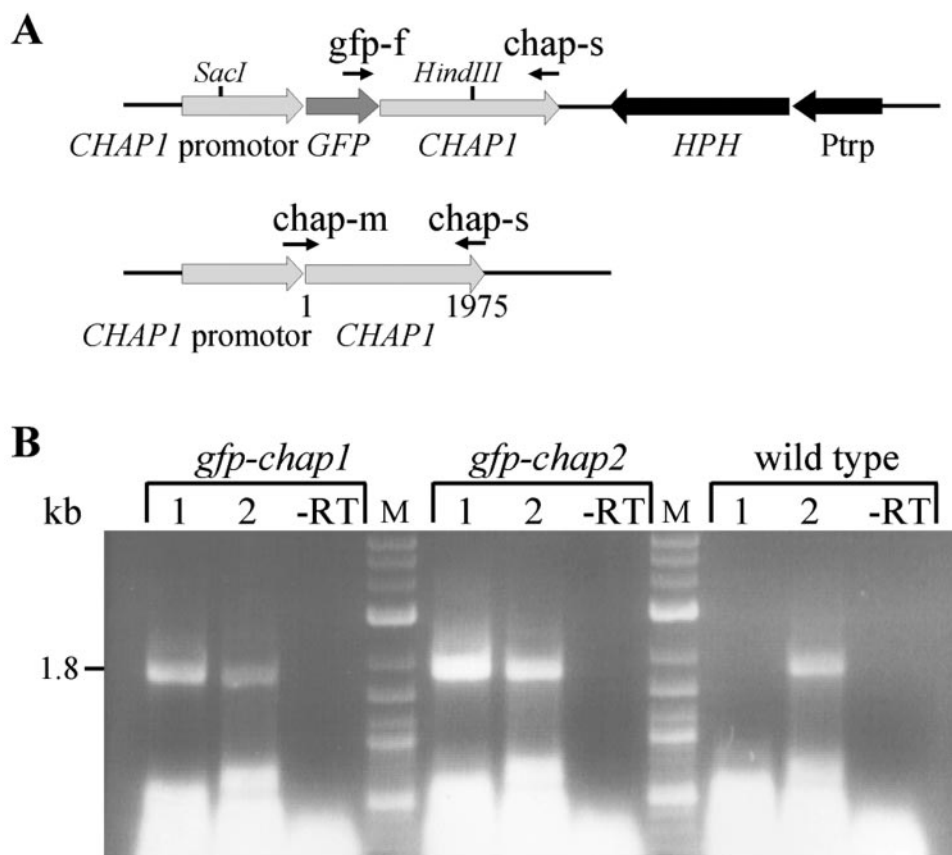 A
gfp-f chap-s
SacI HindIII
CHAP1 promotor GFP CHAP1 HPH Ptrp
chap-m chap-s
1 1975
CHAP1 promotor CHAP1
B
gfp-chap1 gfp-chap2 wild type
kb 1 2 -RT M 1 2 -RT M 1 2 -RT
1.8